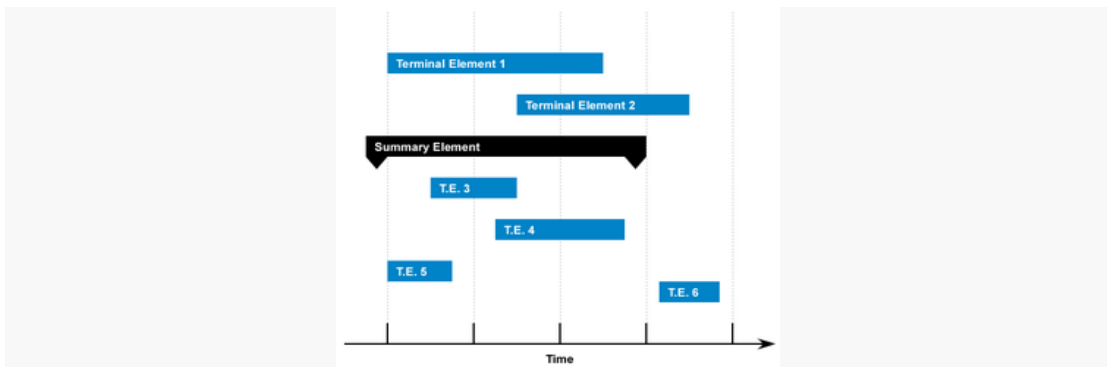 Terminal Element 1
Terminal Element 2
Summary Element
T.E. 3
T.E. 4
T.E. 5
T.E. 6
Time